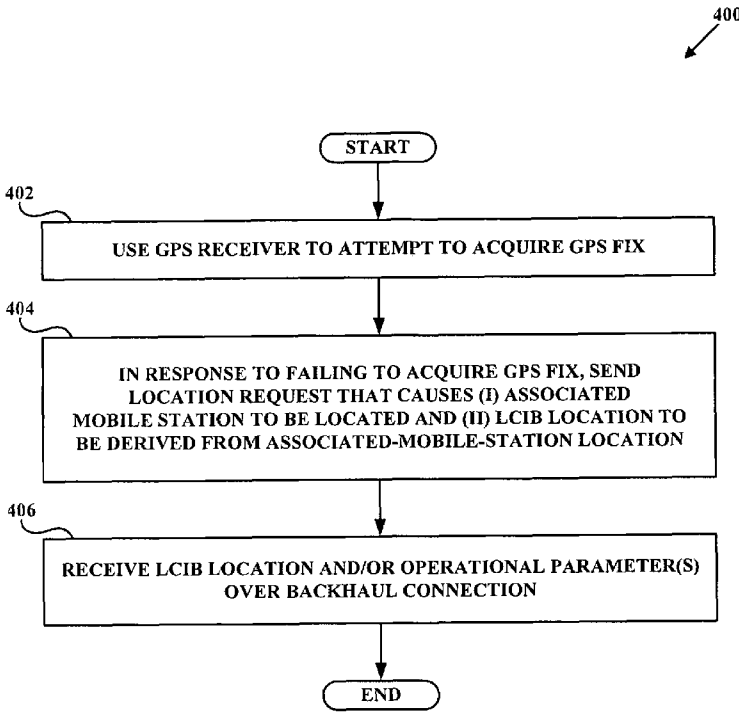 400
START
402
USE GPS RECEIVER TO ATTEMPT TO ACQUIRE GPS FIX
404
IN RESPONSE TO FAILING TO ACQUIRE GPS FIX, SEND
LOCATION REQUEST THAT CAUSES (I) ASSOCIATED
MOBILE STATION TO BE LOCATED AND (II) LCIB LOCATION TO
BE DERIVED FROM ASSOCIATED-MOBILE-STATION LOCATION
406
RECEIVE LCIB LOCATION AND/OR OPERATIONAL PARAMETER(S)
OVER BACKHAUL CONNECTION
END